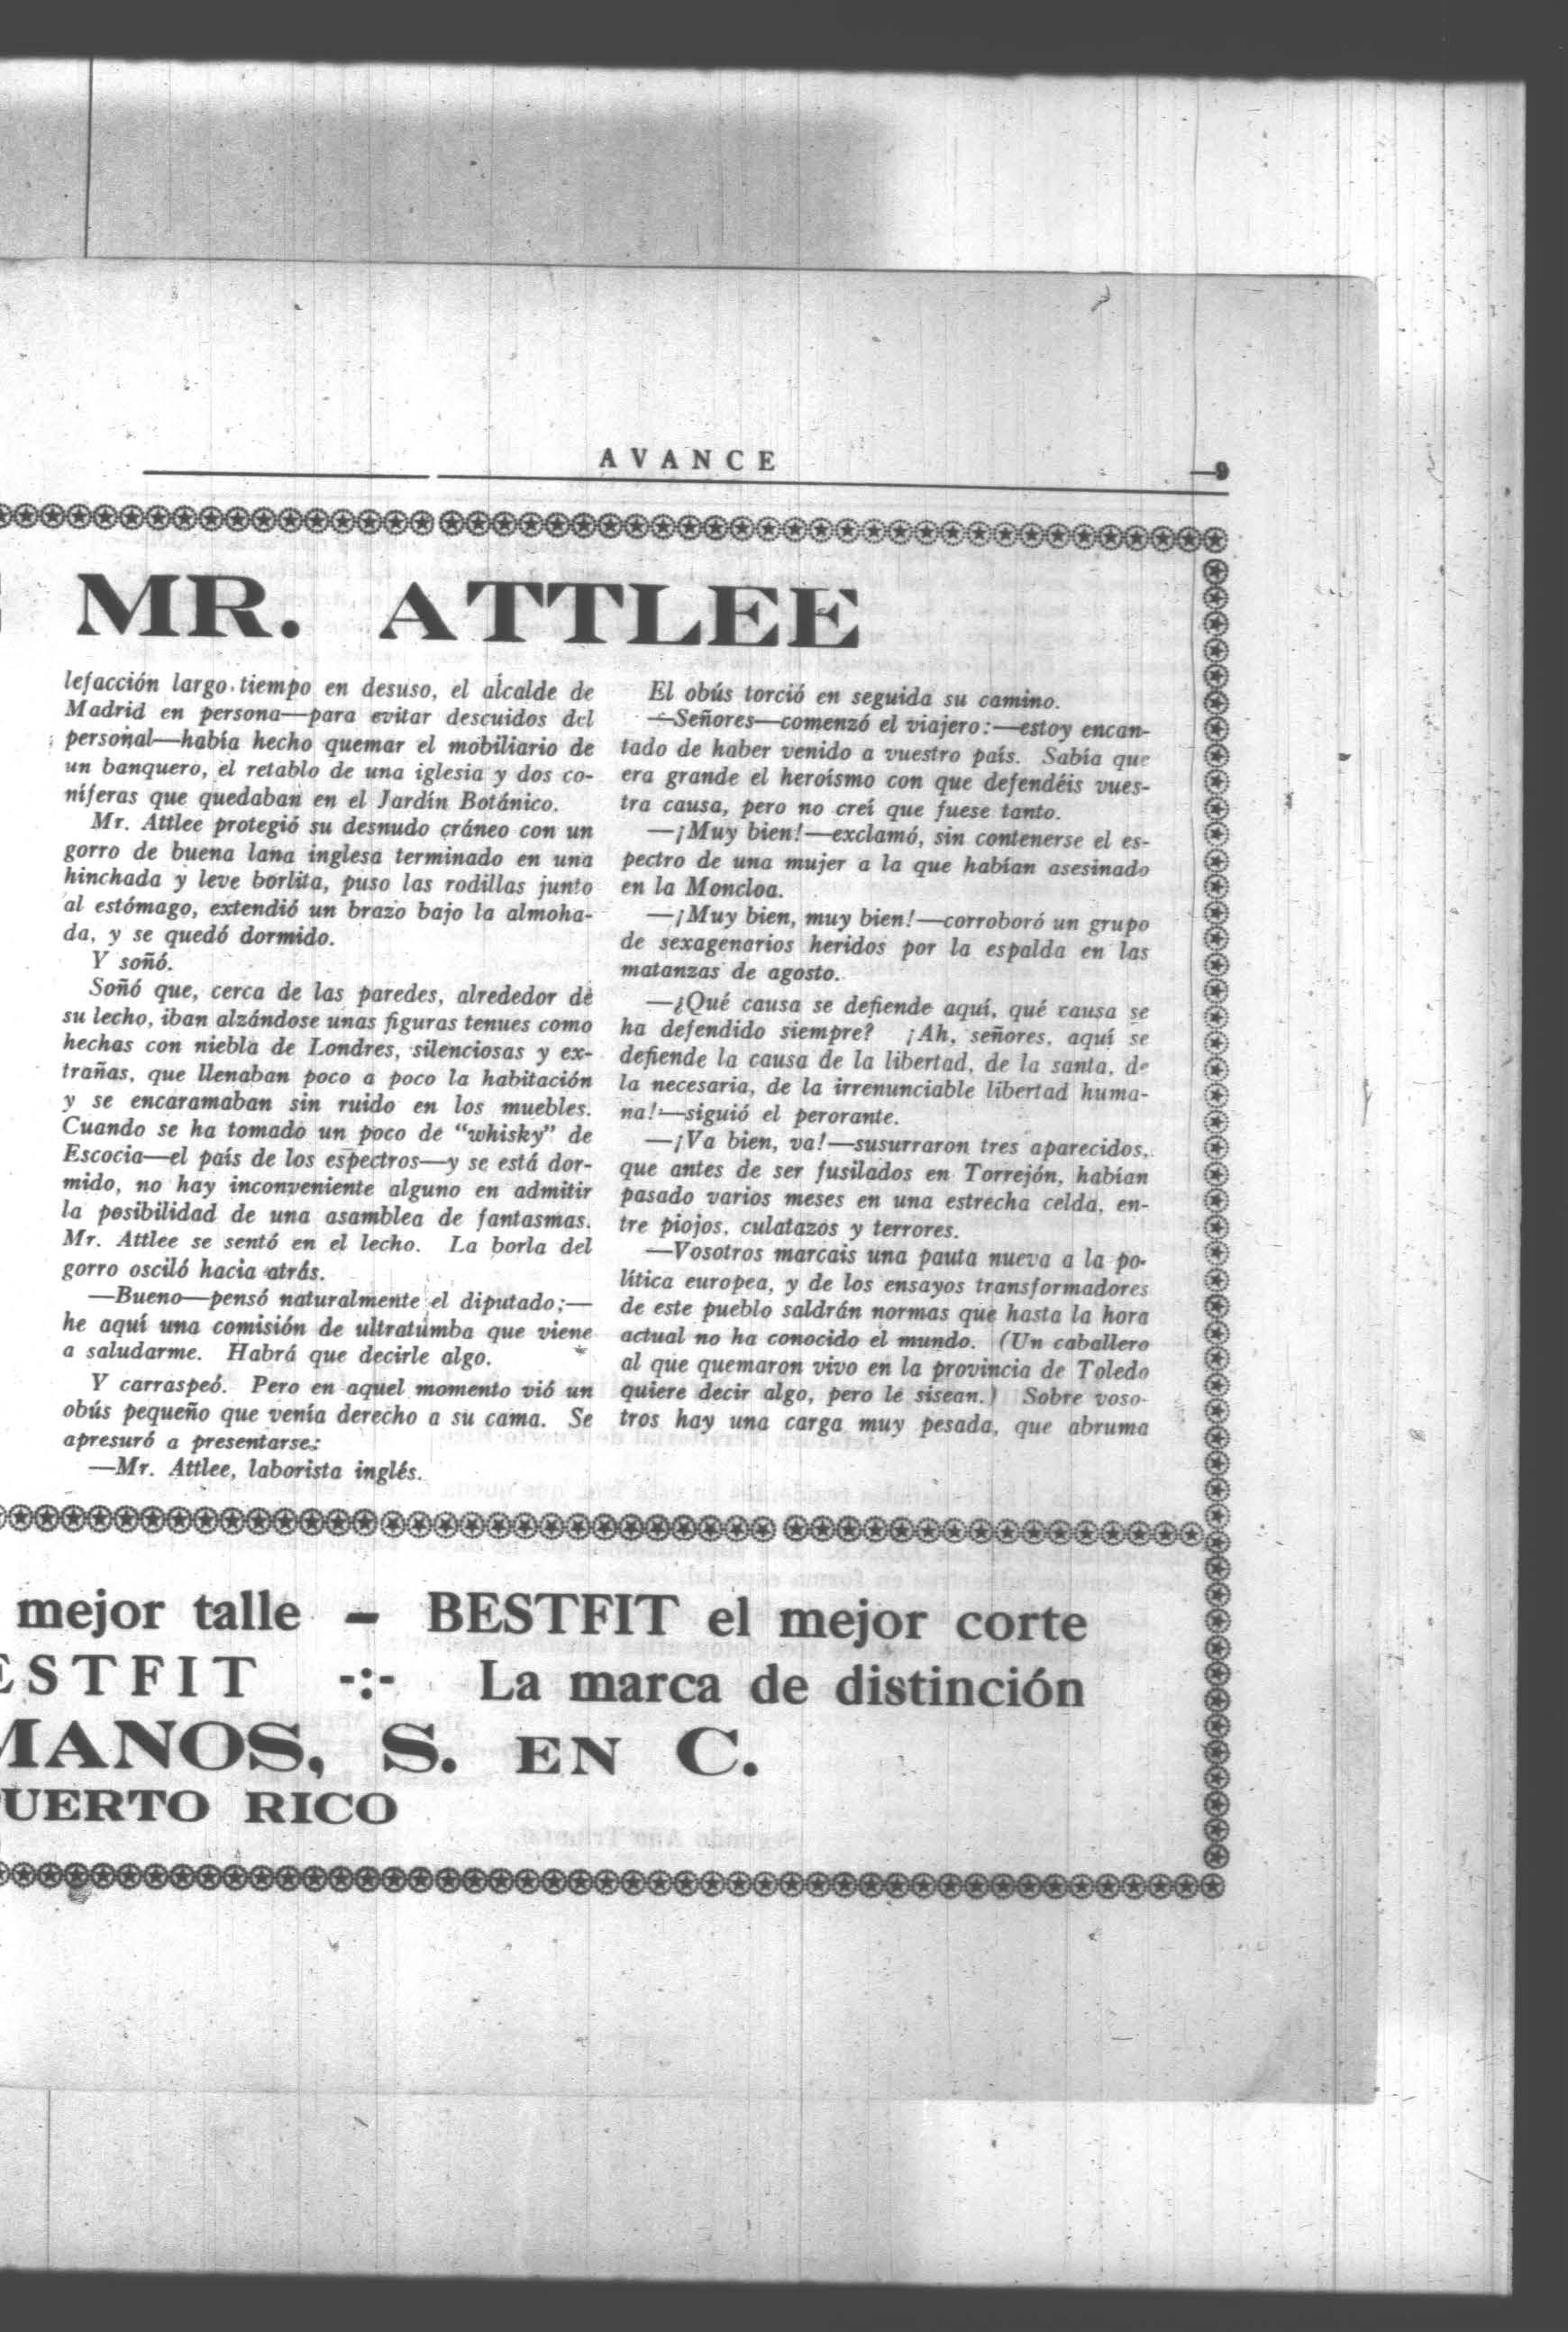 AVANCE
—9
MR. ATTLEE
lefacción largo tiempo en desuso, el alcalde de
Madrid en persona—para evitar descuidos del
personal—había hecho quemar el mobiliario de
un banquero, el retablo de una iglesia y dos co-
níferas que quedaban en el Jardín Botánico.
Mr. Attlee protegió su desnudo cráneo con un
gorro de buena lana inglesa terminado en una
hinchada y leve borlita, puso las rodillas junto
al estómago, extendió un brazo bajo la almoha-
da, y se quedó dormido.
Y soñó.
Soñó que, cerca de las paredes, alrededor de
su lecho, iban alzándose unas figuras tenues como
hechas con niebla de Londres, silenciosas y ex-
trañas, que llenaban poco a poco la habitación
y se encaramaban sin ruido en los muebles.
Cuando se ha tomado un poco de “whisky” de
Escocia—el país de los espectros—y se está dor-
mido, no hay inconveniente alguno en admitir
la posibilidad de una asamblea de fantasmas.
Mr. Attlee se sentó en el lecho. La borla del
gorro osciló hacia atrás.
—Bueno—pensó naturalmente el diputado;—
he aquí una comisión de ultratumba que viene
a saludarme. Habrá que decirle algo.
Y carraspeó. Pero en aquel momento vió un
obús pequeño que venía derecho a su cama. Se
apresuró a presentarse:
—Mr. Attlee, laborista inglés.
El obús torció en seguida su camino.
—Señores—comenzó el viajero:—estoy encan-
tado de haber venido a vuestro país. Sabía que
era grande el heroísmo con que defendéis vues-
tra causa, pero no creí que fuese tanto.
—¡Muy bien!—exclamó, sin contenerse el es-
pectro de una mujer a la que habían asesinado
en la Moncloa.
—¡Muy bien, muy bien!—corroboró un grupo
de sexagenarios heridos por la espalda en las
matanzas de agosto.
—¿Qué causa se defiende aquí, qué causa se
ha defendido siempre? ¡Ah, señores, aquí se
defiende la causa de la libertad, de la santa, de
la necesaria, de la irrenunciable libertad huma-
na!—siguió el perorante.
—¡Va bien, va!—susurraron tres aparecidos,
que antes de ser fusilados en Torrejón, habían
pasado varios meses en una estrecha celda, en-
tre piojos, culatazos y terrores.
—Vosotros marcais una pauta nueva a la po-
lítica europea, y de los ensayos transformadores
de este pueblo saldrán normas que hasta la hora
actual no ha conocido el mundo. (Un caballero
al que quemaron vivo en la provincia de Toledo
quiere decir algo, pero le sisean.) Sobre voso-
tros hay una carga muy pesada, que abruma
mejor talle - BESTFIT el mejor corte
ESTFIT -:- La marca de distinción
MANOS, S. EN C.
PUERTO RICO